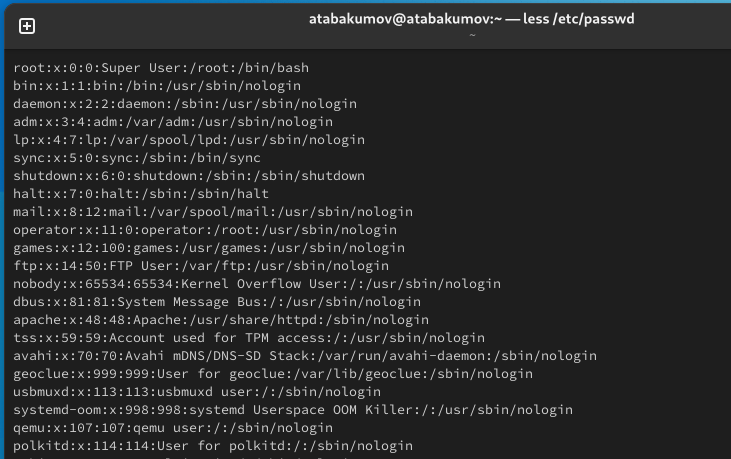 atabakumov@atabakumov:~ — less /etc/passwd
~
root:x:0:0:Super User:/root:/bin/bash
bin:x:1:1:bin:/bin:/usr/sbin/nologin
daemon:x:2:2:daemon:/sbin:/usr/sbin/nologin
adm:x:3:4:adm:/var/adm:/usr/sbin/nologin
lp:x:4:7:lp:/var/spool/lpd:/usr/sbin/nologin
sync:x:5:0:sync:/sbin:/bin/sync
shutdown:x:6:0:shutdown:/sbin:/sbin/shutdown
halt:x:7:0:halt:/sbin:/sbin/halt
mail:x:8:12:mail:/var/spool/mail:/usr/sbin/nologin
operator:x:11:0:operator:/root:/usr/sbin/nologin
games:x:12:100:games:/usr/games:/usr/sbin/nologin
ftp:x:14:50:FTP User:/var/ftp:/usr/sbin/nologin
nobody:x:65534:65534:Kernel Overflow User:/:/usr/sbin/nologin
dbus:x:81:81:System Message Bus:/:/usr/sbin/nologin
apache:x:48:48:Apache:/usr/share/httpd:/sbin/nologin
tss:x:59:59:Account used for TPM access:/:/usr/sbin/nologin
avahi:x:70:70:Avahi mDNS/DNS-SD Stack:/var/run/avahi-daemon:/sbin/nologin
geoclue:x:999:999:User for geoclue:/var/lib/geoclue:/sbin/nologin
usbmuxd:x:113:113:usbmuxd user:/:/sbin/nologin
systemd-oom:x:998:998:systemd Userspace OOM Killer:/:/usr/sbin/nologin
qemu:x:107:107:qemu user:/:/sbin/nologin
polkitd:x:114:114:User for polkitd:/:/sbin/nologin